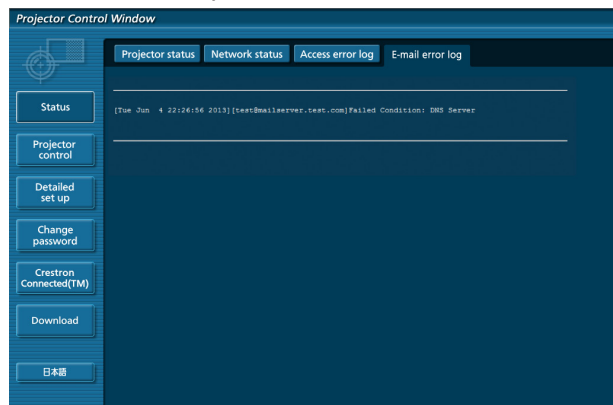 Projector Control Window
Projector status
Network status
Access error log
E-mail error log
[Tue Jun  4 22:26:56 2013][test@mailserver.test.com]Failed Condition: DNS Server
Status
Projector
control
Detailed
set up
Change
password
Crestron
Connected(TM)
Download
日本語